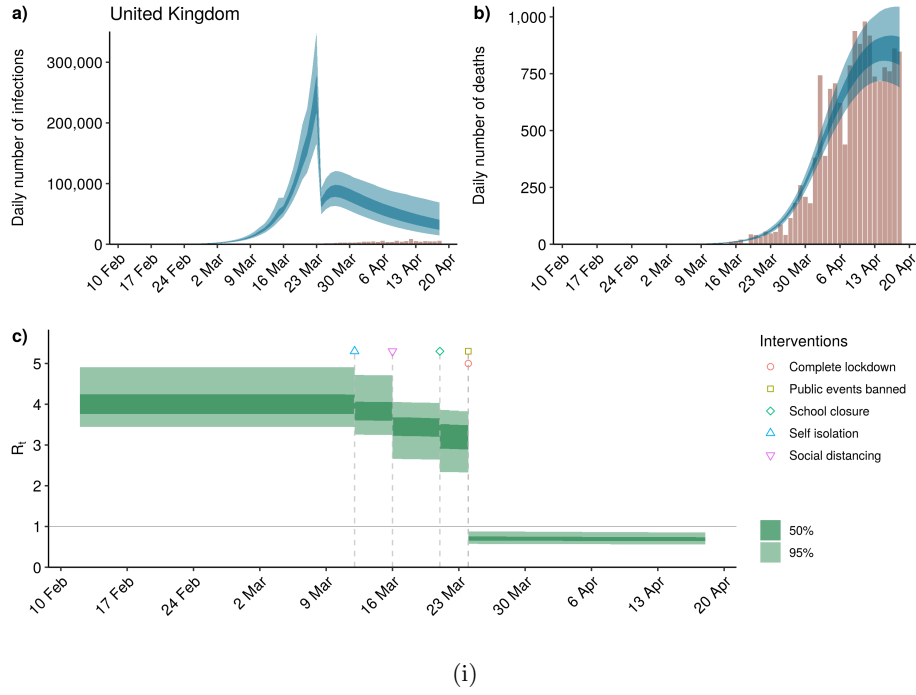 a)
United Kingdom
Daily number of infections
300,000
200,000
100,000
0
10 Feb
17 Feb
24 Feb
2 Mar
9 Mar
16 Mar
23 Mar
30 Mar
6 Apr
13 Apr
20 Apr
b)
Daily number of deaths
1,000
750
500
250
0
10 Feb
17 Feb
24 Feb
2 Mar
9 Mar
16 Mar
23 Mar
30 Mar
6 Apr
13 Apr
20 Apr
c)
Rt
5
4
3
2
1
0
10 Feb
17 Feb
24 Feb
2 Mar
9 Mar
16 Mar
23 Mar
30 Mar
6 Apr
13 Apr
20 Apr
Interventions
Complete lockdown
Public events banned
School closure
Self isolation
Social distancing
50%
95%
(i)